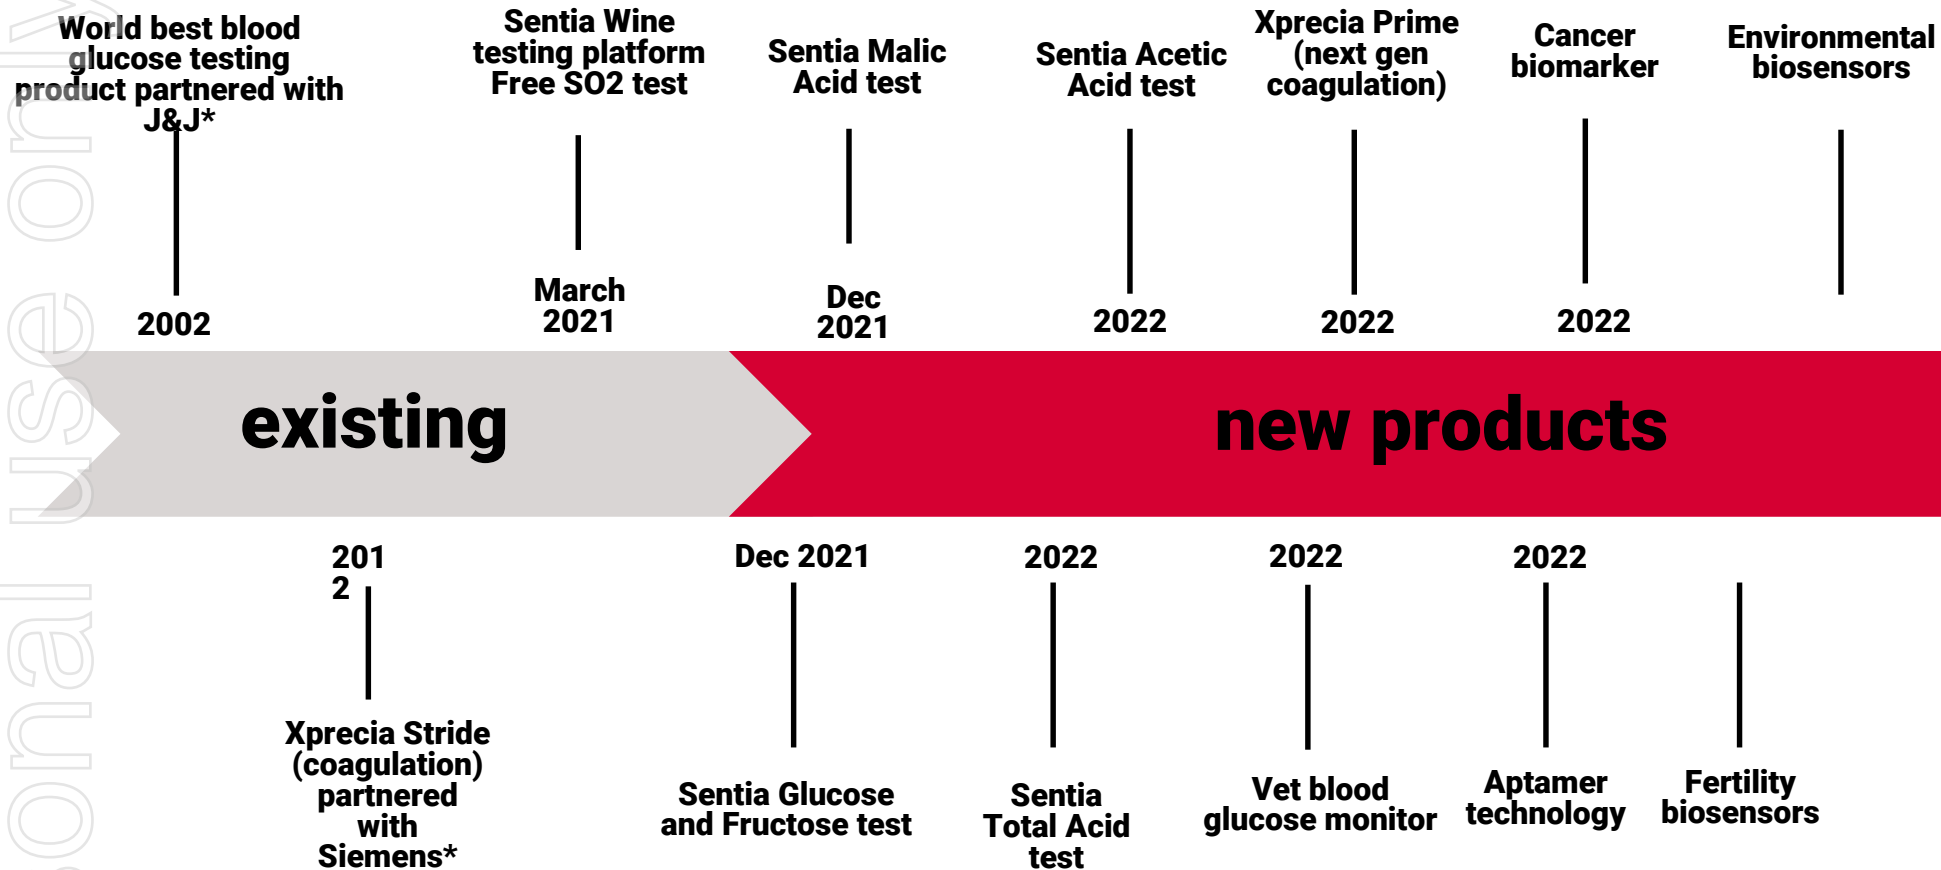 World best blood
glucose testing
product partnered with
J&J*
Sentia Wine
testing platform
Free SO2 test
Sentia Malic
Acid test
Sentia Acetic
Acid test
Xprecia Prime
(next gen
coagulation)
Cancer
biomarker
Environmental
biosensors
2002
March
2021
Dec
2021
2022
2022
2022
existing
new products
201
2
Dec 2021
2022
2022
2022
Xprecia Stride
(coagulation)
partnered
with
Siemens*
Sentia Glucose
and Fructose test
Sentia
Total Acid
test
Vet blood
glucose monitor
Aptamer
technology
Fertility
biosensors
onal use only